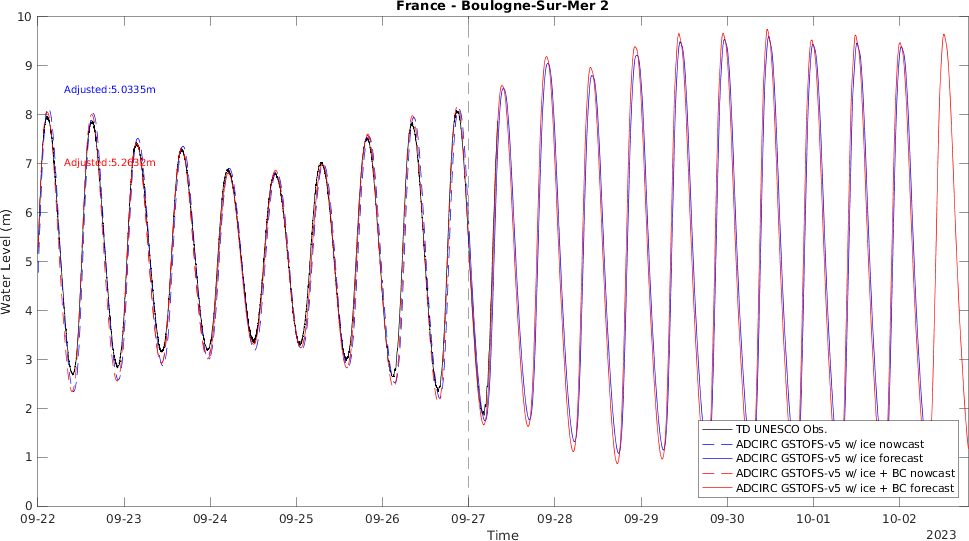 France - Boulogne-Sur-Mer 2
10
9
8
7
6
5
4
3
2
1
0
Water Level (m)
Adjusted:5.0335m
Adjusted:5.2632m
TD UNESCO Obs.
ADCIRC GSTOFS-v5 w/ ice nowcast
ADCIRC GSTOFS-v5 w/ ice forecast
ADCIRC GSTOFS-v5 w/ ice + BC nowcast
ADCIRC GSTOFS-v5 w/ ice + BC forecast
09-22 09-23 09-24 09-25 09-26 09-27 09-28 09-29 09-30 10-01 10-02
Time
2023